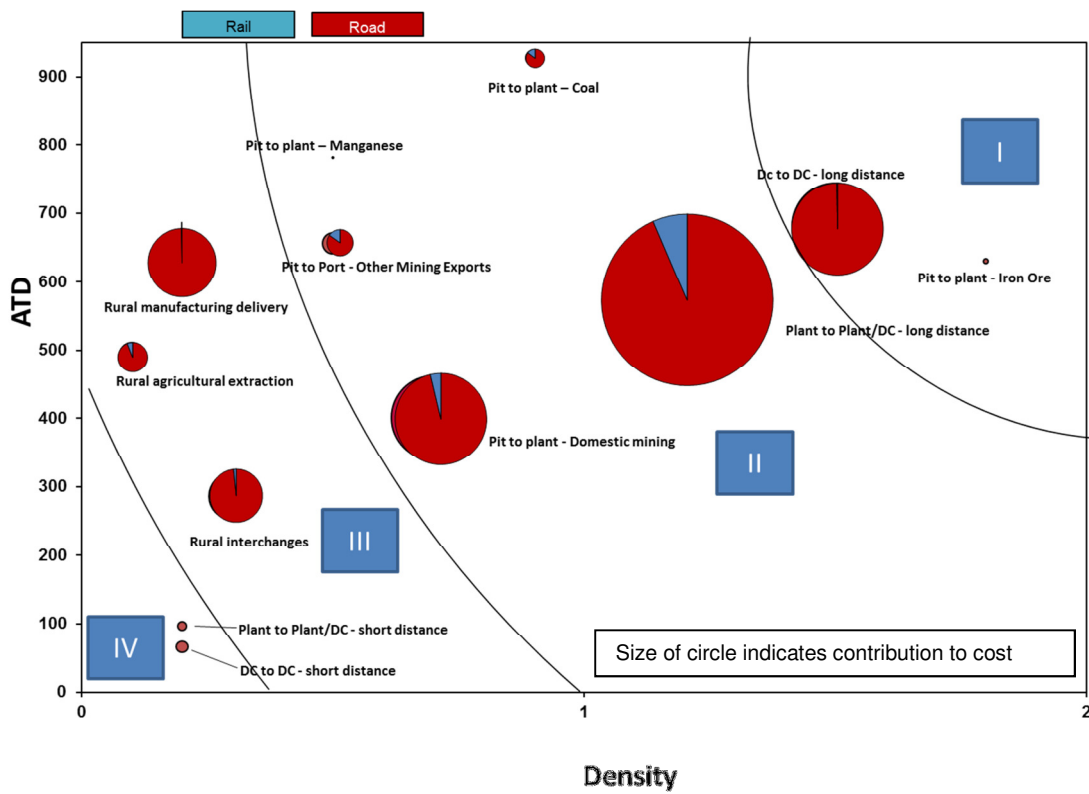 Rail Road
900
800
700
600
500
400
300
200
100
0
ATD
Pit to plant – Coal
Pit to plant – Manganese
I
Dc to DC - long distance
Pit to Port - Other Mining Exports
Pit to plant - Iron Ore
Rural manufacturing delivery
Plant to Plant/DC - long distance
Rural agricultural extraction
Pit to plant - Domestic mining
II
III
Rural interchanges
IV
Plant to Plant/DC - short distance
DC to DC - short distance
Size of circle indicates contribution to cost
0 1 2
Density